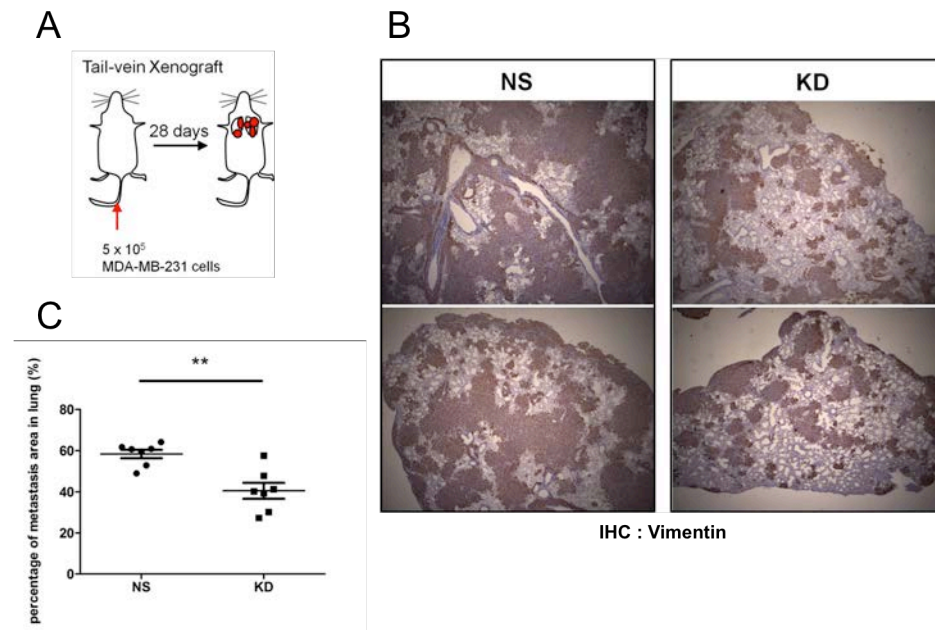 A
Tail-vein Xenograft
28 days
5 x 10⁵
MDA-MB-231 cells
B
NS
KD
IHC : Vimentin
C
percentage of metastasis area in lung (%)
**
80
60
40
20
0
NS
KD